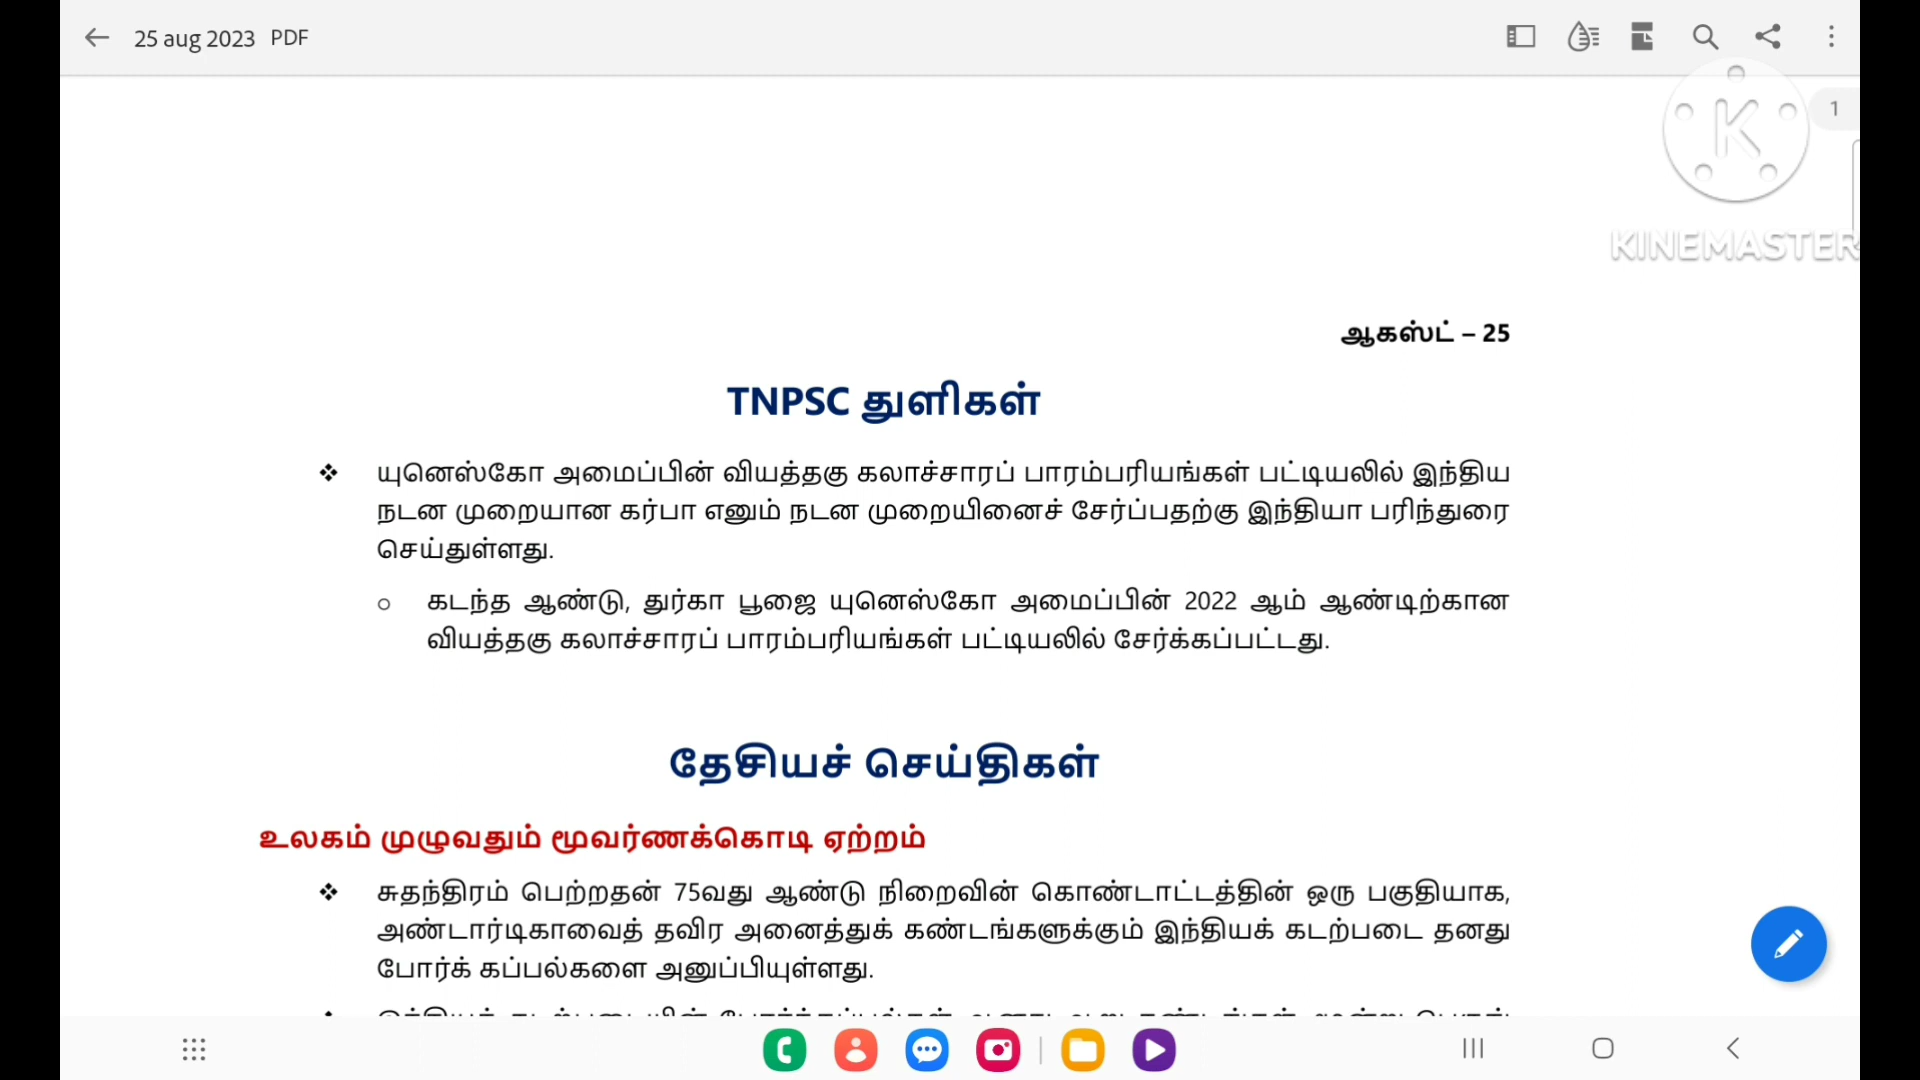 25 aug 2023 PDF
1
KINEMASTER
ஆகஸ்ட் – 25
TNPSC துளிகள்
❖ யுனெஸ்கோ அமைப்பின் வியத்தகு கலாச்சாரப் பாரம்பரியங்கள் பட்டியலில் இந்திய
நடன முறையான கர்பா எனும் நடன முறையினைச் சேர்ப்பதற்கு இந்தியா பரிந்துரை
செய்துள்ளது.
o கடந்த ஆண்டு, துர்கா பூஜை யுனெஸ்கோ அமைப்பின் 2022 ஆம் ஆண்டிற்கான
வியத்தகு கலாச்சாரப் பாரம்பரியங்கள் பட்டியலில் சேர்க்கப்பட்டது.
தேசியச் செய்திகள்
உலகம் முழுவதும் மூவர்ணக்கொடி ஏற்றம்
❖ சுதந்திரம் பெற்றதன் 75வது ஆண்டு நிறைவின் கொண்டாட்டத்தின் ஒரு பகுதியாக,
அண்டார்டிகாவைத் தவிர அனைத்துக் கண்டங்களுக்கும் இந்தியக் கடற்படை தனது
போர்க் கப்பல்களை அனுப்பியுள்ளது.